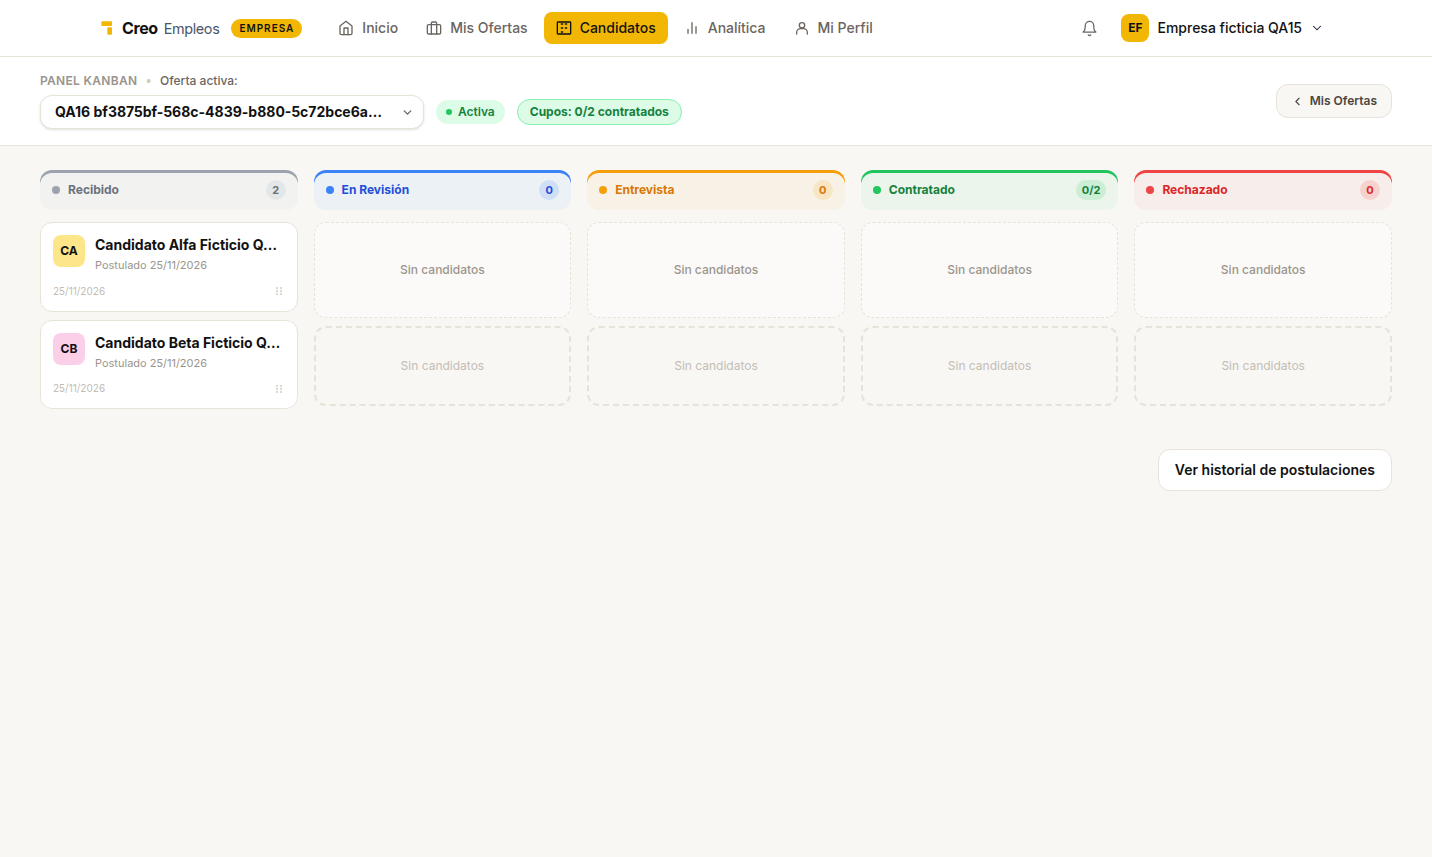 Creo Empleos EMPRESA Inicio Mis Ofertas Candidatos Analítica Mi Perfil EF Empresa ficticia QA15
PANEL KANBAN • Oferta activa:
QA16 bf3875bf-568c-4839-b880-5c72bce6a... Activa Cupos: 0/2 contratados Mis Ofertas
Recibido 2 En Revisión 0 Entrevista 0 Contratado 0/2 Rechazado 0
CA Candidato Alfa Ficticio Q...
Postulado 25/11/2026
25/11/2026
Sin candidatos Sin candidatos Sin candidatos Sin candidatos
CB Candidato Beta Ficticio Q...
Postulado 25/11/2026
25/11/2026
Sin candidatos Sin candidatos Sin candidatos Sin candidatos
Ver historial de postulaciones